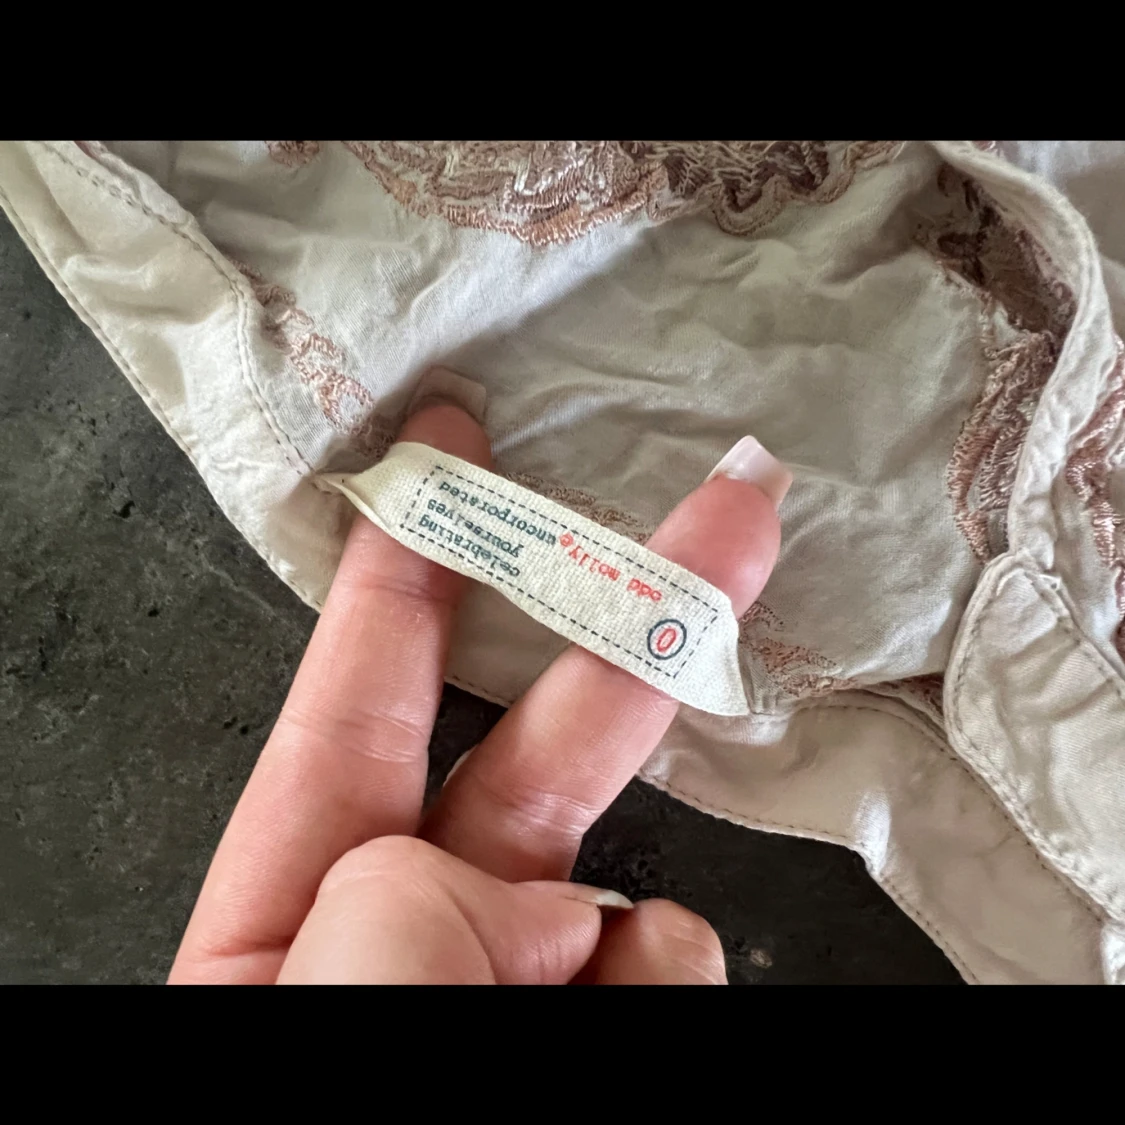 0
odd molly®
uncorporated
celebrating
yourselves